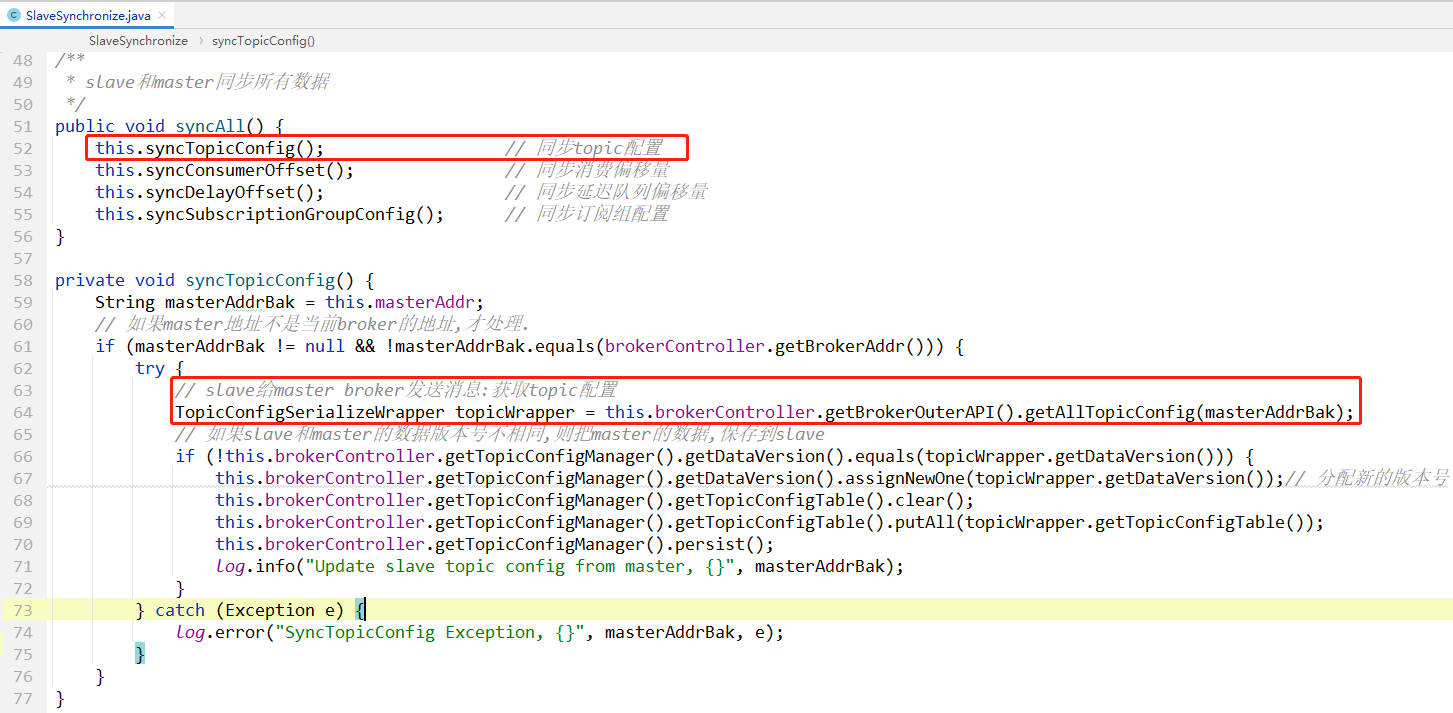 SlaveSynchronize.java ×
SlaveSynchronize › syncTopicConfig()
48 /**
49 * slave和master同步所有数据
50 */
51 public void syncAll() {
52 this.syncTopicConfig(); // 同步topic配置
53 this.syncConsumerOffset(); // 同步消费偏移量
54 this.syncDelayOffset(); // 同步延迟队列偏移量
55 this.syncSubscriptionGroupConfig(); // 同步订阅组配置
56 }
57
58 private void syncTopicConfig() {
59 String masterAddrBak = this.masterAddr;
60 // 如果master地址不是当前broker的地址,才处理.
61 if (masterAddrBak != null && !masterAddrBak.equals(brokerController.getBrokerAddr())) {
62 try {
63 // slave给master broker发送消息:获取topic配置
64 TopicConfigSerializeWrapper topicWrapper = this.brokerController.getBrokerOuterAPI().getAllTopicConfig(masterAddrBak);
65 // 如果slave和master的数据版本号不相同,则把master的数据,保存到slave
66 if (!this.brokerController.getTopicConfigManager().getDataVersion().equals(topicWrapper.getDataVersion())) {
67 this.brokerController.getTopicConfigManager().getDataVersion().assignNewOne(topicWrapper.getDataVersion());// 分配新的版本号
68 this.brokerController.getTopicConfigManager().getTopicConfigTable().clear();
69 this.brokerController.getTopicConfigManager().getTopicConfigTable().putAll(topicWrapper.getTopicConfigTable());
70 this.brokerController.getTopicConfigManager().persist();
71 log.info("Update slave topic config from master, {}", masterAddrBak);
72 }
73 } catch (Exception e) {
74 log.error("SyncTopicConfig Exception, {}", masterAddrBak, e);
75 }
76 }
77 }